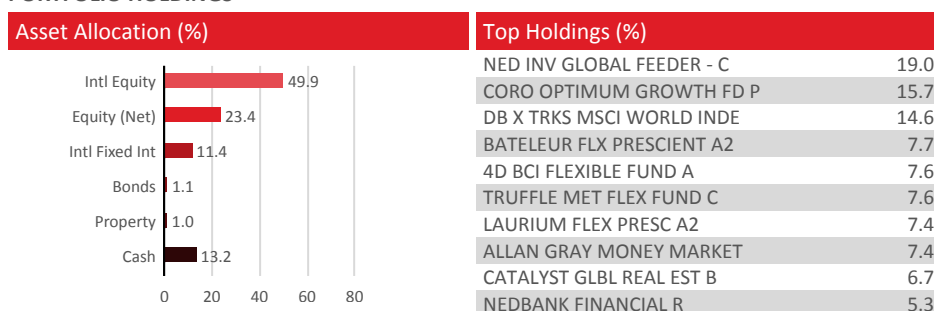 Asset Allocation (%)
Intl Equity 49.9
Equity (Net) 23.4
Intl Fixed Int 11.4
Bonds 1.1
Property 1.0
Cash 13.2
0 20 40 60 80
Top Holdings (%)
NED INV GLOBAL FEEDER - C 19.0
CORO OPTIMUM GROWTH FD P 15.7
DB X TRKS MSCI WORLD INDE 14.6
BATELEUR FLX PRESCIENT A2 7.7
4D BCI FLEXIBLE FUND A 7.6
TRUFFLE MET FLEX FUND C 7.6
LAURIUM FLEX PRESC A2 7.4
ALLAN GRAY MONEY MARKET 7.4
CATALYST GLBL REAL EST B 6.7
NEDBANK FINANCIAL R 5.3